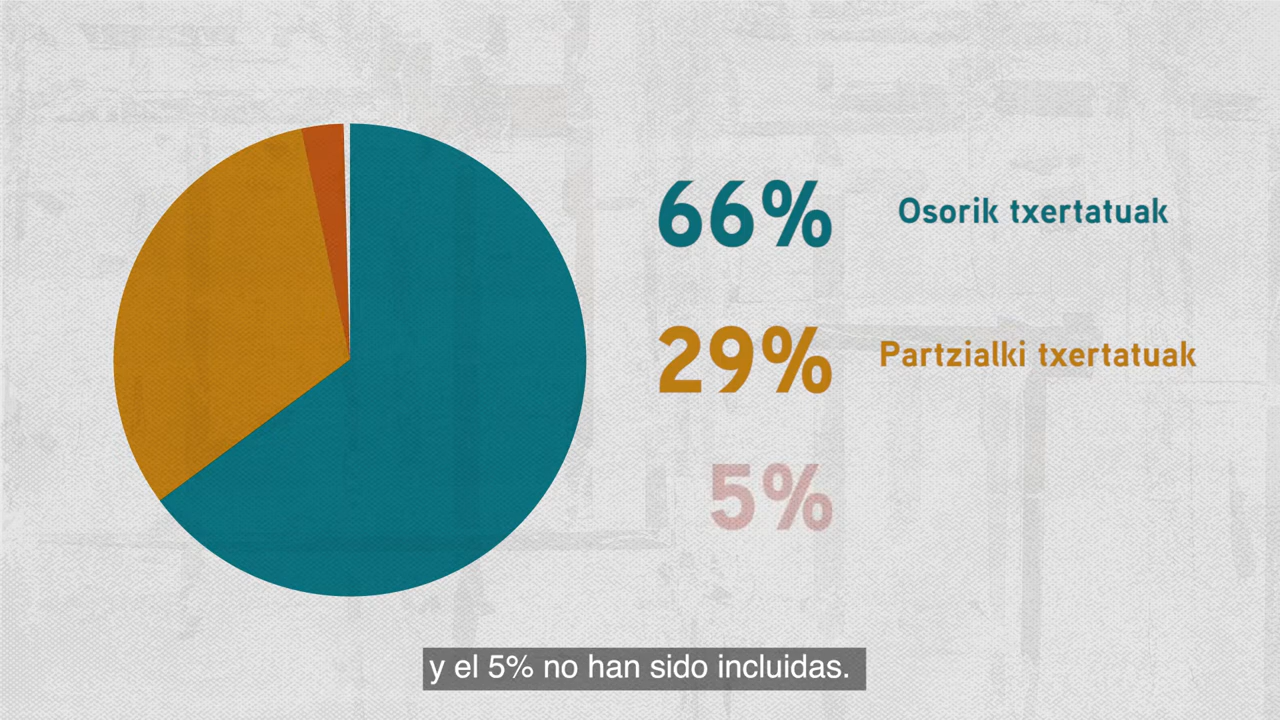 66% Osorik txertatuak
29% Partzialki txertatuak
5%
y el 5% no han sido incluidas.